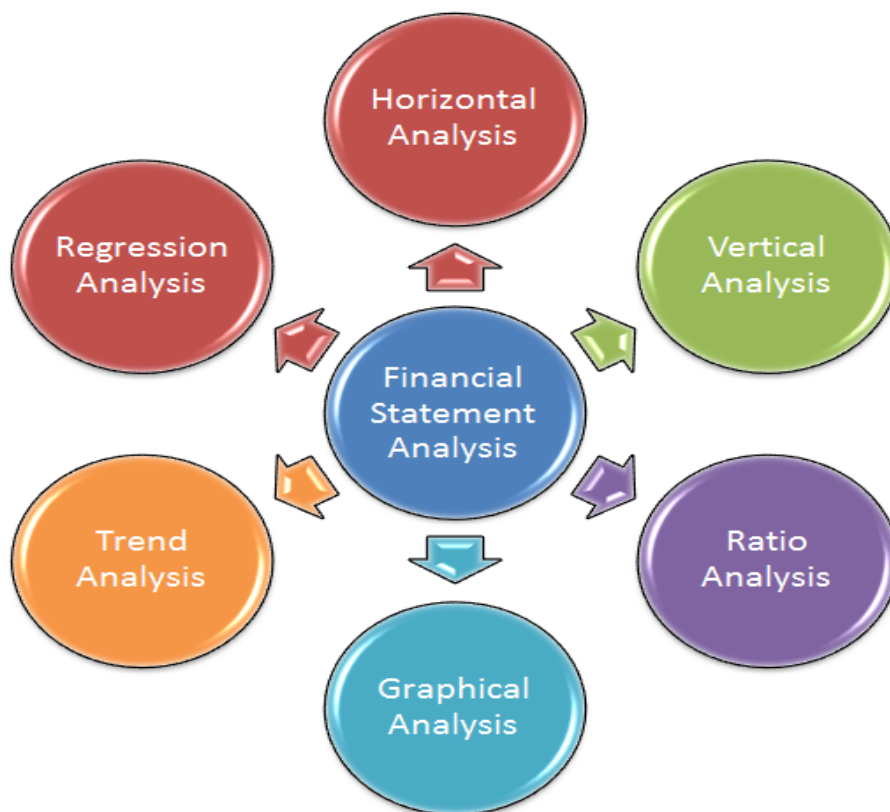 Horizontal
Analysis
Vertical
Analysis
Ratio
Analysis
Graphical
Analysis
Trend
Analysis
Regression
Analysis
Financial
Statement
Analysis